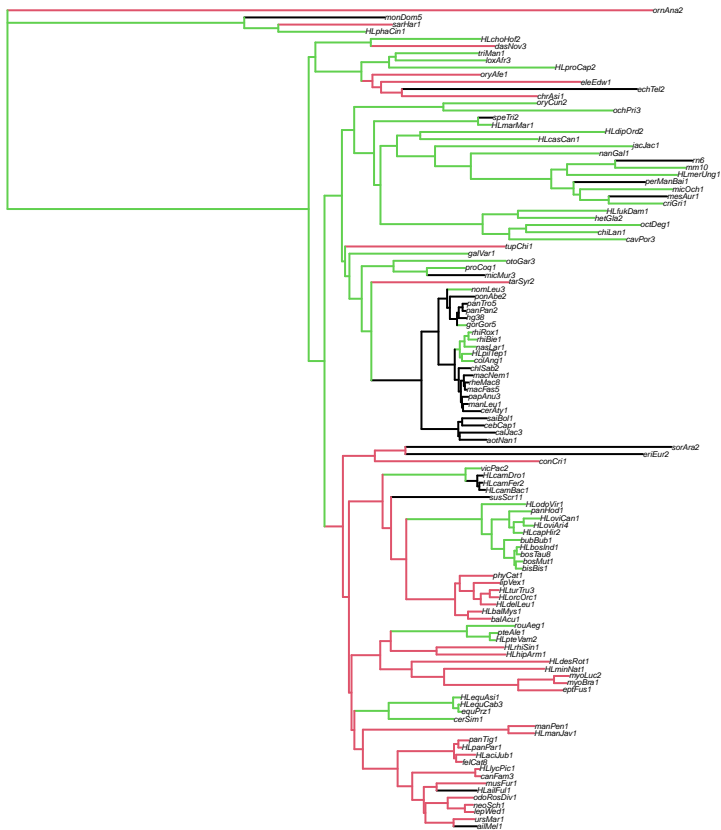 ornAna2
monDom5
sarHar1
HLphaCin1
HLchoHof2
dasNov3
triMan1
loxAfr3
HLproCap2
oryAfe1
eleEdw1
echTel2
chrAsi1
oryCun2
ochPri3
speTri2
HLmarMar1
HLdipOrd2
HLcasCan1
jacJac1
nanGal1
rn6
mm10
HLmerUng1
perManBai1
micOch1
mesAur1
criGri1
HLfukDam1
hetGla2
octDeg1
chiLan1
cavPor3
tupChi1
galVar1
otoGar3
proCoq1
micMur3
tarSyr2
nomLeu3
ponAbe2
panTro5
panPan2
hg38
gorGor5
rhiRox1
rhiBie1
nasLar1
HLpilTep1
colAng1
chlSab2
macNem1
rheMac8
macFas5
papAnu3
manLeu1
cerAty1
saiBol1
cebCap1
calJac3
aotNan1
sorAra2
eriEur2
conCri1
vicPac2
HLcamDro1
HLcamFer2
HLcamBac1
susScr11
HLodoVir1
panHod1
HLoviCan1
HLoviAri4
HLcapHir2
bubBub1
HLbosInd1
bosTau8
bosMut1
bisBis1
phyCat1
lipVex1
HLturTru3
HLorcOrc1
HLdelLeu1
HLbalMys1
balAcu1
rouAeg1
pteAle1
HLpteVam2
HLrhiSin1
HLhipArm1
HLdesRot1
HLminNat1
myoLuc2
myoBra1
eptFus1
HLequAsi1
HLequCab3
equPrz1
cerSim1
manPen1
HLmanJav1
panTig1
HLpanPar1
HLaciJub1
felCat8
HLlycPic1
canFam3
musFur1
HLailFul1
odoRosDiv1
neoSch1
lepWed1
ursMar1
ailMel1